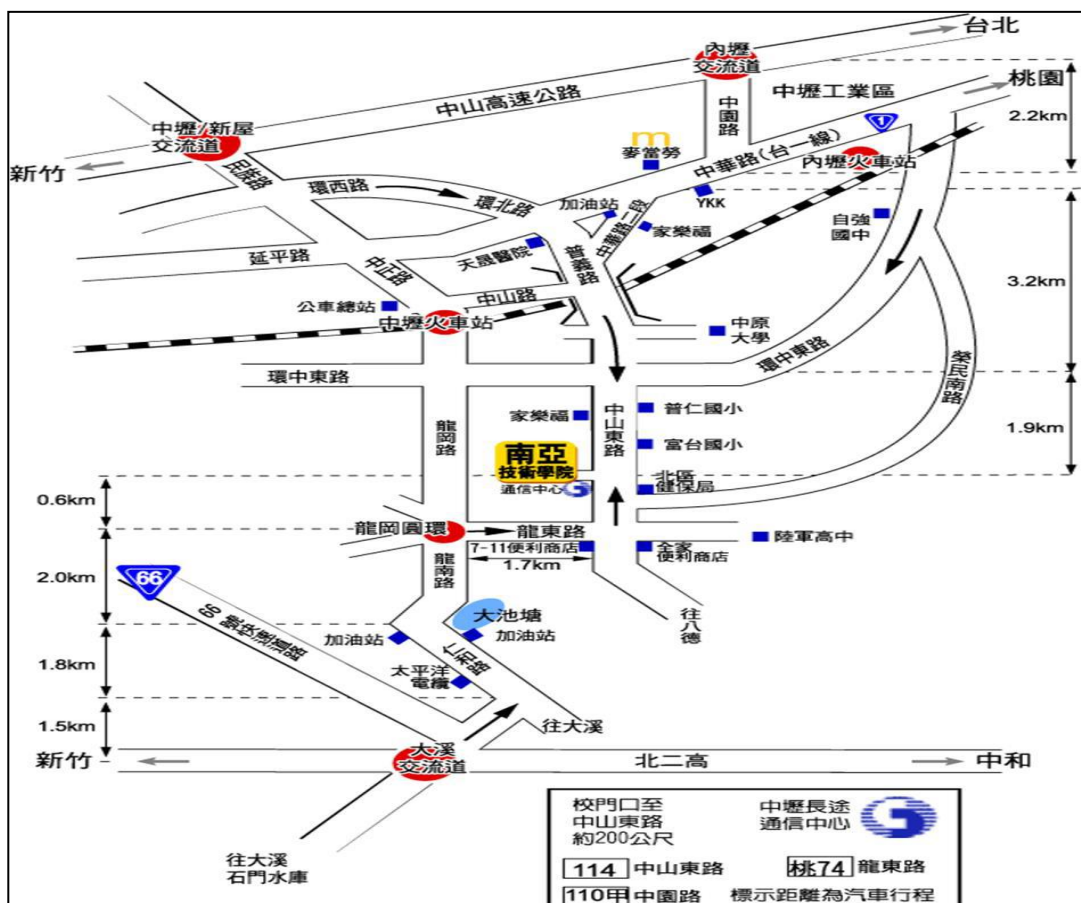 台北
內壢
交流道
桃園
中壢工業區
中山高速公路
中園路
2.2km
1
中壢/新屋
交流道
m
麥當勞
中華路(台一線)
內壢火車站
新竹
民族路
環西路
環北路
加油站
YKK
中華路二段
家樂福
自強
國中
延平路
天晟醫院
普義路
中正路
3.2km
公車總站
中山路
中壢火車站
中原
大學
環中東路
環中東路
榮民南路
家樂福
中山東路
普仁國小
龍岡路
富台國小
1.9km
南亞
技術學院
北區
健保局
通信中心
0.6km
龍岡圓環
龍東路
陸軍高中
7-11便利商店
全家
便利商店
1.7km
龍南路
2.0km
66
大池塘
往八德
66
加油站
加油站
仁和路
1.8km
太平洋
電纜
往大溪
1.5km
新竹
大溪
交流道
北二高
中和
校門口至
中山東路
約200公尺
中壢長途
通信中心
往大溪
石門水庫
114 中山東路
桃74 龍東路
110甲 中園路
標示距離為汽車行程